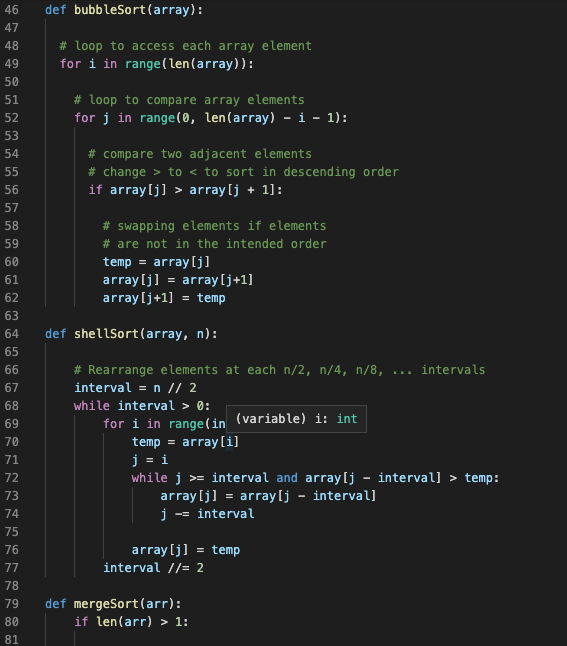 46 def bubbleSort(array):
47
48 # loop to access each array element
49 for i in range(len(array)):
50
51 # loop to compare array elements
52 for j in range(0, len(array) - i - 1):
53
54 # compare two adjacent elements
55 # change > to < to sort in descending order
56 if array[j] > array[j + 1]:
57
58 # swapping elements if elements
59 # are not in the intended order
60 temp = array[j]
61 array[j] = array[j+1]
62 array[j+1] = temp
63
64 def shellSort(array, n):
65
66 # Rearrange elements at each n/2, n/4, n/8, ... intervals
67 interval = n // 2
68 while interval > 0:
69 for i in range(in
(variable) i: int
70 temp = array[i]
71 j = i
72 while j >= interval and array[j - interval] > temp:
73 array[j] = array[j - interval]
74 j -= interval
75
76 array[j] = temp
77 interval //= 2
78
79 def mergeSort(arr):
80 if len(arr) > 1:
81